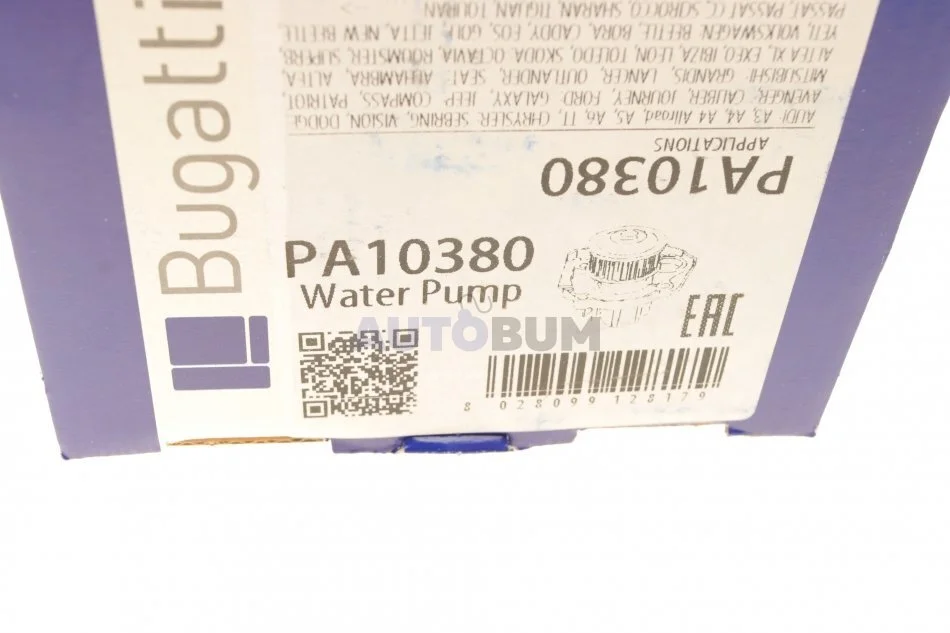 Bugatti
PA10380
Water Pump
EAC
8 028099 128179
AUTOBUM
PA10380
APPLICATIONS
AUDI: A3, A4, A4 Allroad, A5, A6, TT, CHRYSLER: SEBRING, VISION, DODGE:
AVENGER, CALIBER, JOURNEY, FORD: GALAXY, JEEP: COMPASS, PATRIOT,
MITSUBISHI: GRANDIS, LANCER, OUTLANDER, SEAT: ALHAMBRA, ALTEA,
ALTEA XL, EXEO, IBIZA, LEON, TOLEDO, SKODA: OCTAVIA, ROOMSTER, SUPERB,
YETI, VOLKSWAGEN: BEETLE, BORA, CADDY, EOS, GOLF, JETTA, NEW BEETLE,
PASSAT, PASSAT CC, SCIROCCO, SHARAN, TIGUAN, TOURAN